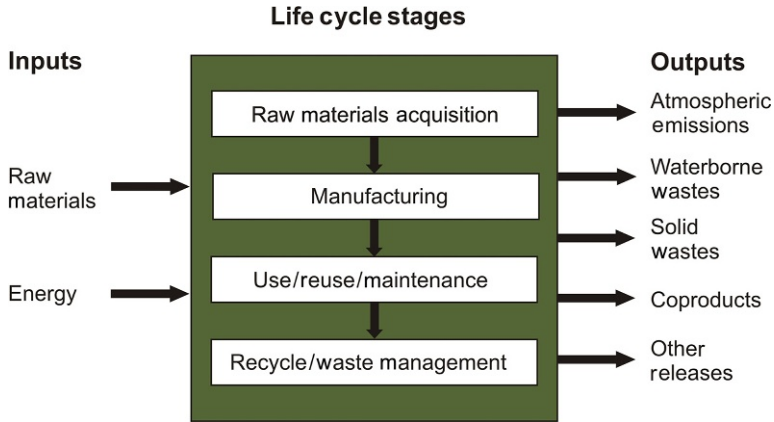 Life cycle stages
Inputs
Raw
materials
Energy
Raw materials acquisition
Manufacturing
Use/reuse/maintenance
Recycle/waste management
Outputs
Atmospheric
emissions
Waterborne
wastes
Solid
wastes
Coproducts
Other
releases